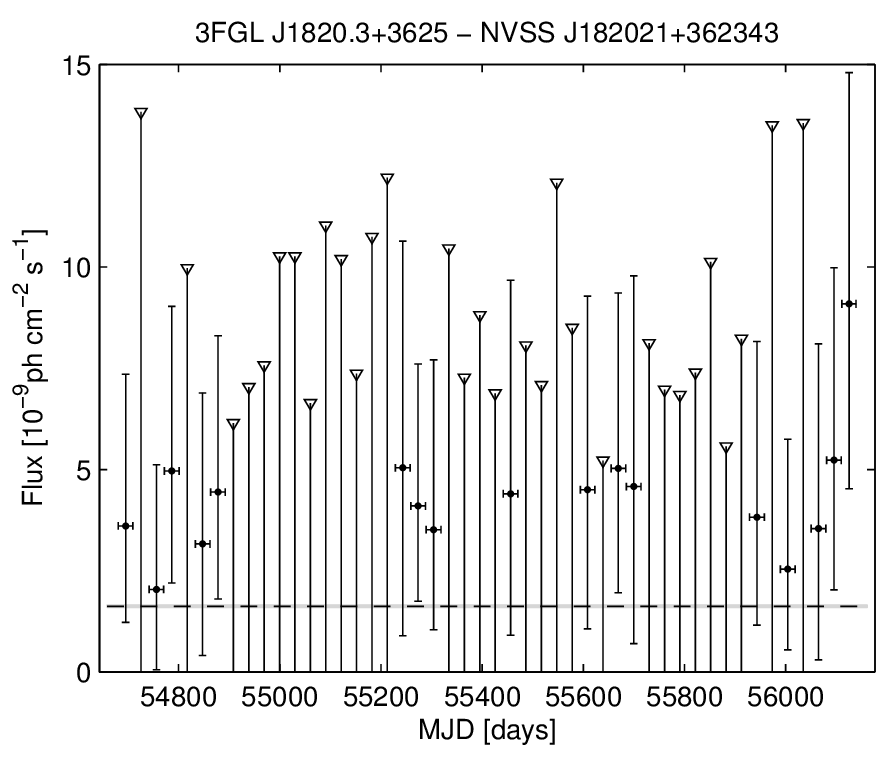 3FGL J1820.3+3625 − NVSS J182021+362343
15
10
5
0
Flux [10⁻⁹ph cm⁻² s⁻¹]
54800 55000 55200 55400 55600 55800 56000
MJD [days]